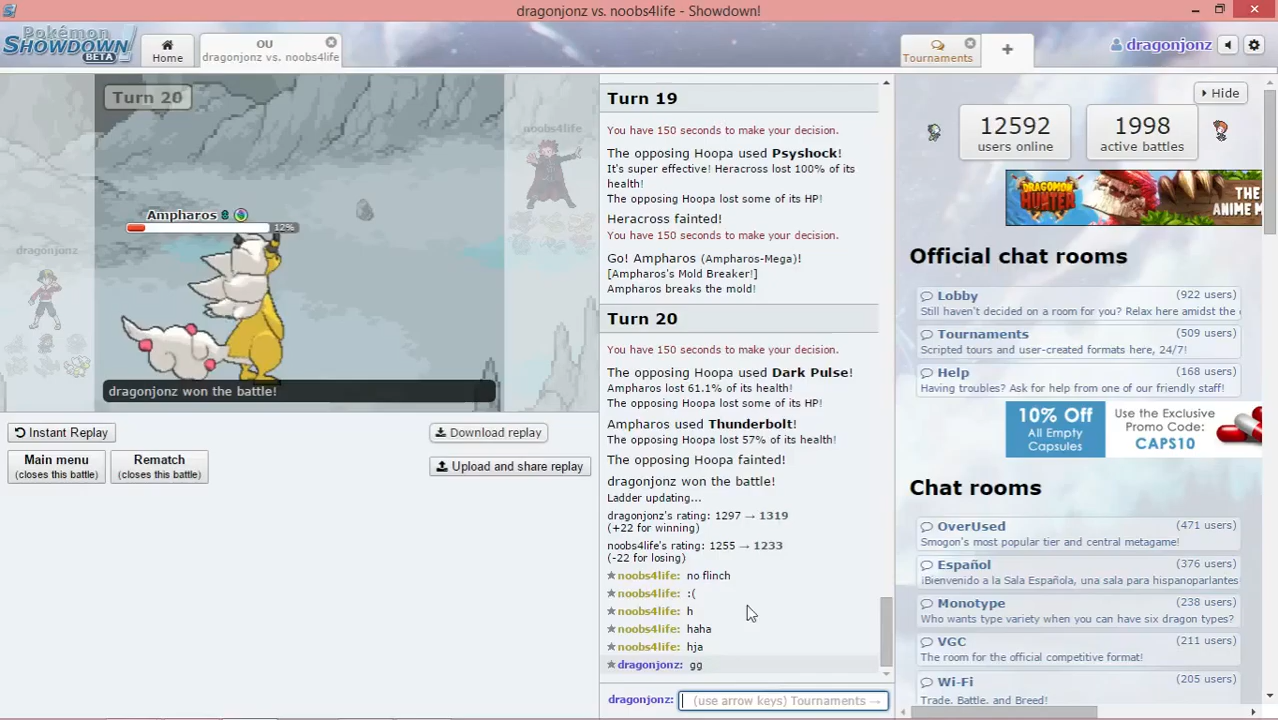 dragonjonz vs. noobs4life - Showdown!
Pokémon
SHOWDOWN
BETA
Home
OU
dragonjonz vs. noobs4life
Tournaments
+
dragonjonz
Turn 20
noobs4life
dragonjonz
Ampharos
12%
dragonjonz won the battle!
Instant Replay
Download replay
Main menu
(closes this battle)
Rematch
(closes this battle)
Upload and share replay
Turn 19
You have 150 seconds to make your decision.
The opposing Hoopa used Psyshock!
It's super effective! Heracross lost 100% of its
health!
The opposing Hoopa lost some of its HP!
Heracross fainted!
You have 150 seconds to make your decision.
Go! Ampharos (Ampharos-Mega)!
[Ampharos's Mold Breaker!]
Ampharos breaks the mold!
Turn 20
You have 150 seconds to make your decision.
The opposing Hoopa used Dark Pulse!
Ampharos lost 61.1% of its health!
The opposing Hoopa lost some of its HP!
Ampharos used Thunderbolt!
The opposing Hoopa lost 57% of its health!
The opposing Hoopa fainted!
dragonjonz won the battle!
Ladder updating...
dragonjonz's rating: 1297 → 1319
(+22 for winning)
noobs4life's rating: 1255 → 1233
(-22 for losing)
★noobs4life: no flinch
★noobs4life: :(
★noobs4life: h
★noobs4life: haha
★noobs4life: hja
★dragonjonz: gg
dragonjonz: (use arrow keys) Tournaments →
Hide
12592
users online
1998
active battles
DRAGOMON
HUNTER
THE
ANIME M
Official chat rooms
Lobby (922 users)
Still haven't decided on a room for you? Relax here amidst the
Tournaments (509 users)
Scripted tours and user-created formats here, 24/7!
Help (168 users)
Having troubles? Ask for help from one of our friendly staff!
10% Off
All Empty
Capsules
Use the Exclusive
Promo Code:
CAPS10
Chat rooms
OverUsed (471 users)
Smogon's most popular tier and central metagame!
Español (376 users)
¡Bienvenido a la Sala Española, una sala para hispanoparlantes
Monotype (238 users)
Who wants type variety when you can have six dragon types?
VGC (211 users)
The room for the official competitive format!
Wi-Fi (205 users)
Trade, Battle, and Breed!